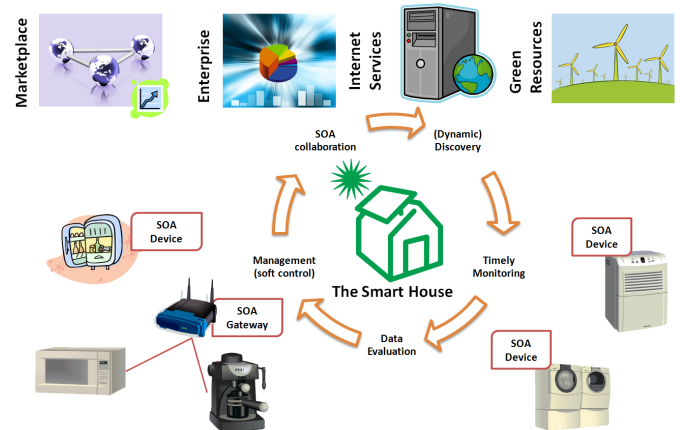 Marketplace
Enterprise
Internet
Services
Green
Resources
SOA
collaboration
(Dynamic)
Discovery
SOA
Device
SOA
Device
Management
(soft control)
Timely
Monitoring
The Smart House
SOA
Gateway
Data
Evaluation
SOA
Device